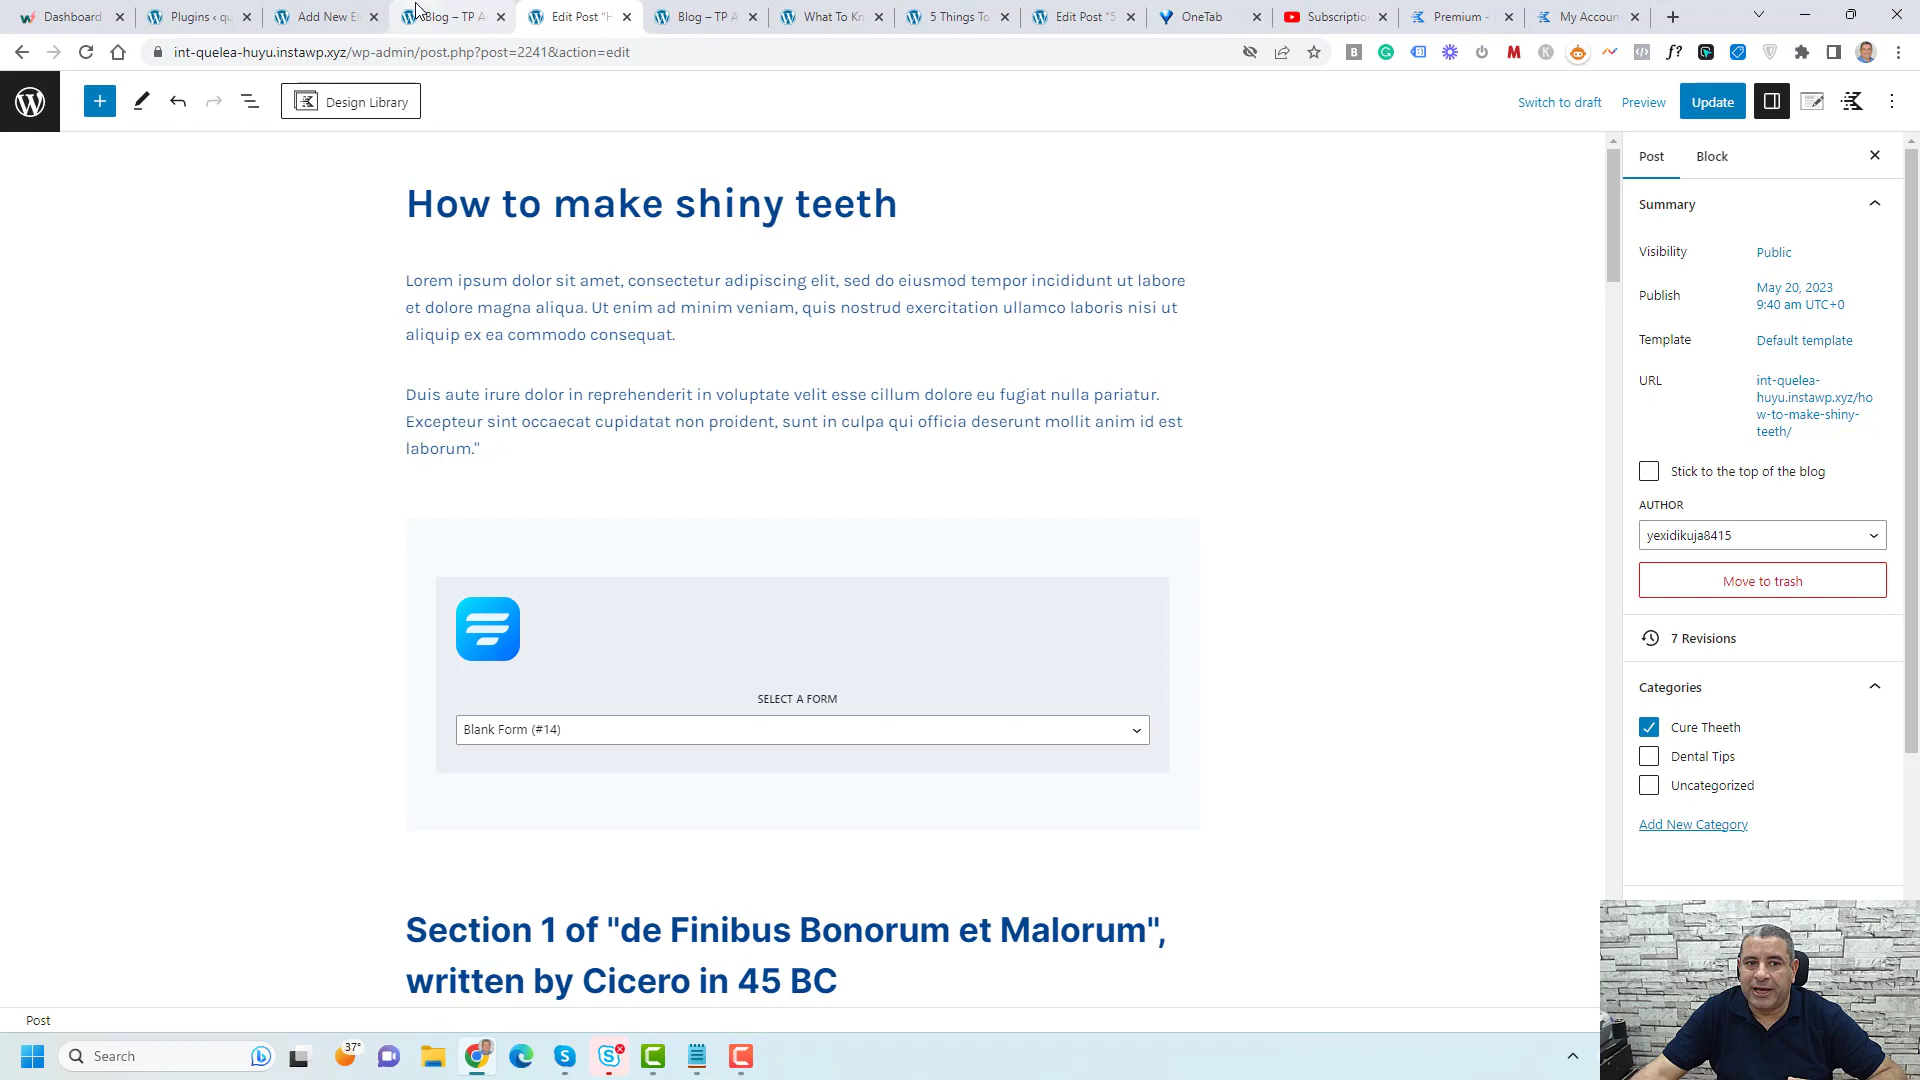 Dashboard
Plugins ‹ qu
Add New El
Blog – TP A
Edit Post "H
Blog – TP A
What To Kn
5 Things To
Edit Post "5
OneTab
Subscriptio
Premium -
My Accoun
int-quelea-huyu.instawp.xyz/wp-admin/post.php?post=2241&action=edit
Design Library
Switch to draft
Preview
Update
How to make shiny teeth
Lorem ipsum dolor sit amet, consectetur adipiscing elit, sed do eiusmod tempor incididunt ut labore
et dolore magna aliqua. Ut enim ad minim veniam, quis nostrud exercitation ullamco laboris nisi ut
aliquip ex ea commodo consequat.
Duis aute irure dolor in reprehenderit in voluptate velit esse cillum dolore eu fugiat nulla pariatur.
Excepteur sint occaecat cupidatat non proident, sunt in culpa qui officia deserunt mollit anim id est
laborum."
SELECT A FORM
Blank Form (#14)
Section 1 of "de Finibus Bonorum et Malorum",
written by Cicero in 45 BC
Post
Block
Summary
Visibility
Public
Publish
May 20, 2023
9:40 am UTC+0
Template
Default template
URL
int-quelea-
huyu.instawp.xyz/ho
w-to-make-shiny-
teeth/
Stick to the top of the blog
AUTHOR
yexidikuja8415
Move to trash
7 Revisions
Categories
Cure Theeth
Dental Tips
Uncategorized
Add New Category
Post
Search
37°